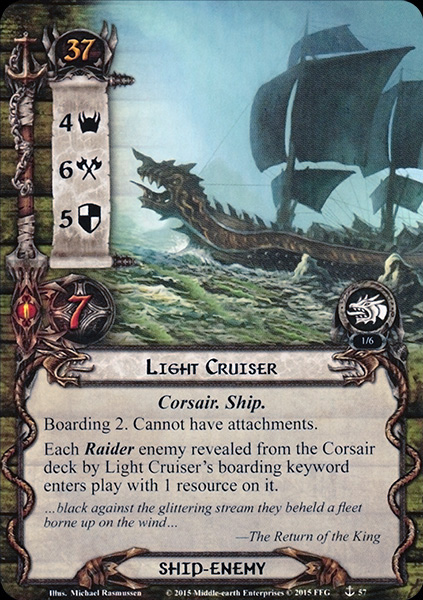 37
4
6
5
7
1/6
LIGHT CRUISER
Corsair. Ship.
Boarding 2. Cannot have attachments.
Each Raider enemy revealed from the Corsair
deck by Light Cruiser's boarding keyword
enters play with 1 resource on it.
…black against the glittering stream they beheld a fleet
borne up on the wind…
—The Return of the King
SHIP-ENEMY
Illus. Michael Rasmussen © 2015 Middle-earth Enterprises © 2015 FFG 57